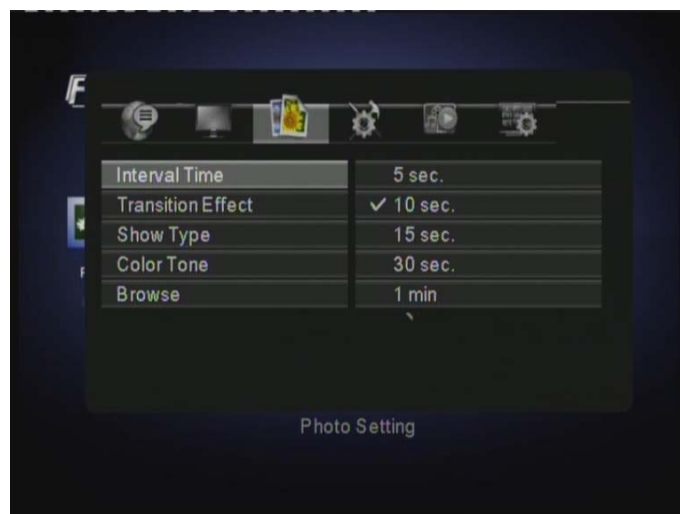 Interval Time 5 sec.
Transition Effect 10 sec.
Show Type 15 sec.
Color Tone 30 sec.
Browse 1 min
Photo Setting